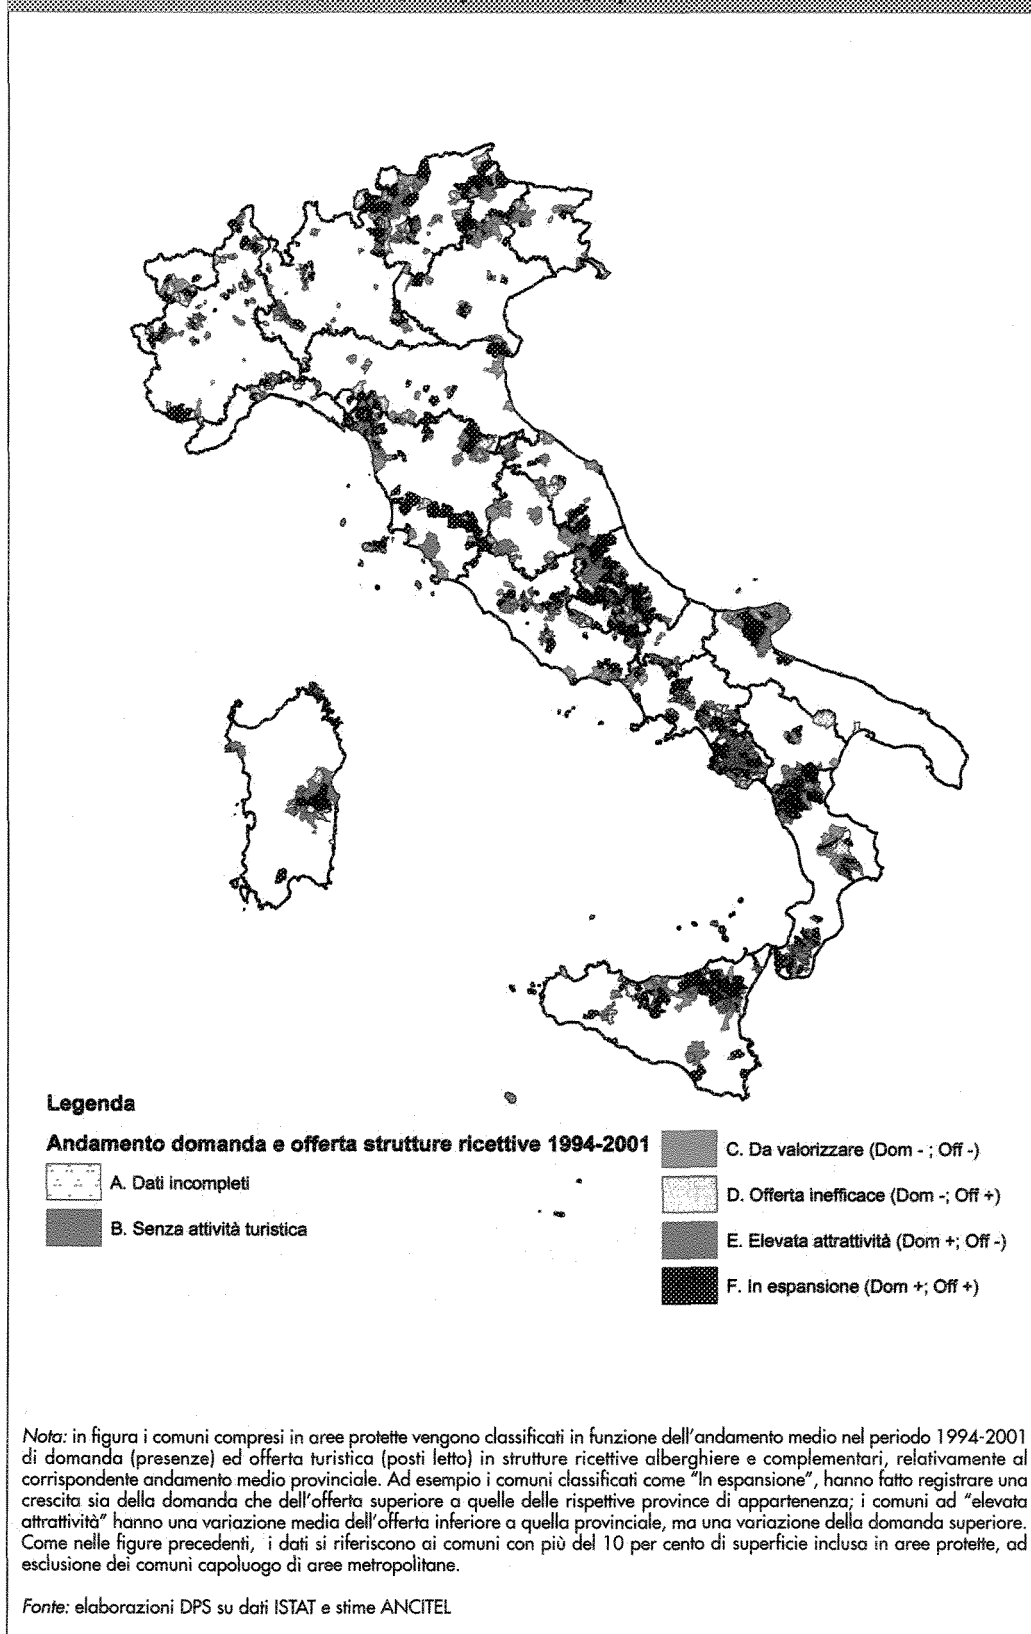 Legenda
Andamento domanda e offerta strutture ricettive 1994-2001
A. Dati incompleti
B. Senza attività turistica
C. Da valorizzare (Dom - ; Off -)
D. Offerta inefficace (Dom -; Off +)
E. Elevata attrattività (Dom +; Off -)
F. In espansione (Dom +; Off +)
Nota: in figura i comuni compresi in aree protette vengono classificati in funzione dell'andamento medio nel periodo 1994-2001
di domanda (presenze) ed offerta turistica (posti letto) in strutture ricettive alberghiere e complementari, relativamente al
corrispondente andamento medio provinciale. Ad esempio i comuni classificati come "In espansione", hanno fatto registrare una
crescita sia della domanda che dell'offerta superiore a quelle delle rispettive province di appartenenza; i comuni ad "elevata
attrattività" hanno una variazione media dell'offerta inferiore a quella provinciale, ma una variazione della domanda superiore.
Come nelle figure precedenti, i dati si riferiscono ai comuni con più del 10 per cento di superficie inclusa in aree protette, ad
esclusione dei comuni capoluogo di aree metropolitane.
Fonte: elaborazioni DPS su dati ISTAT e stime ANCITEL